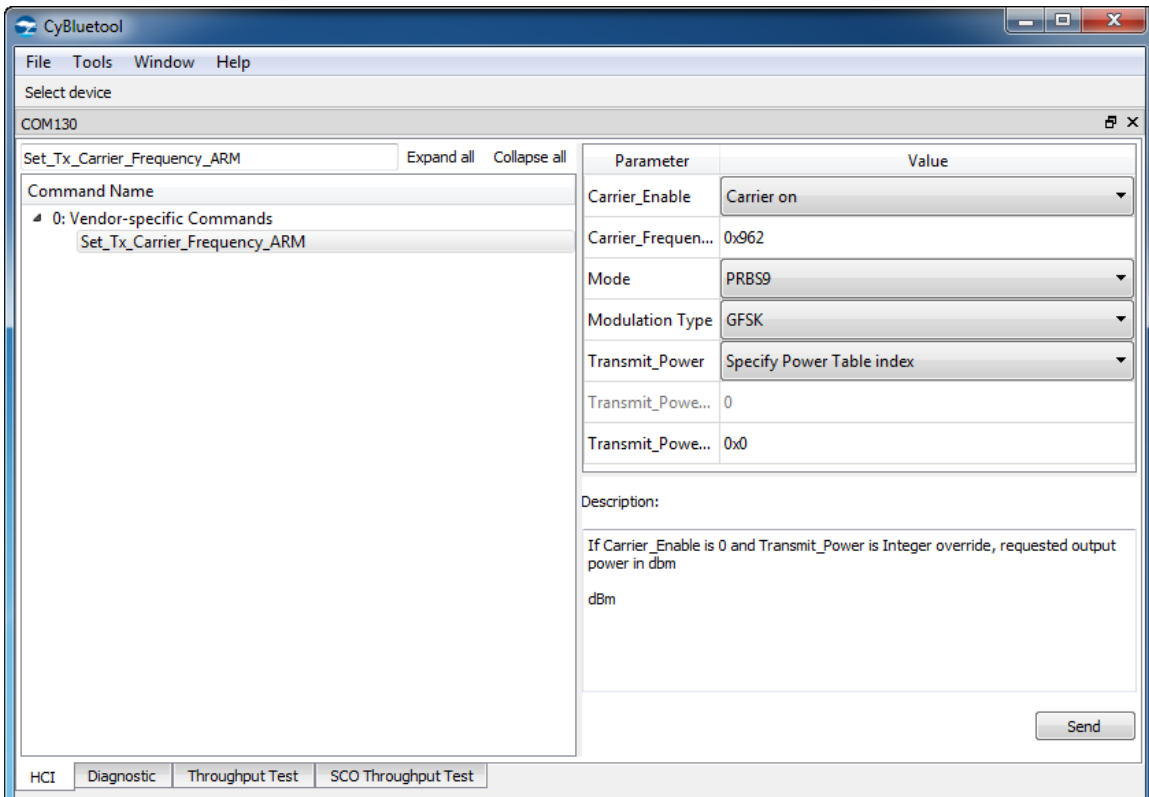 CyBluetool
File Tools Window Help
Select device
COM130
Set_Tx_Carrier_Frequency_ARM Expand all Collapse all
Command Name
0: Vendor-specific Commands
Set_Tx_Carrier_Frequency_ARM
Parameter Value
Carrier_Enable Carrier on
Carrier_Frequen... 0x962
Mode PRBS9
Modulation Type GFSK
Transmit_Power Specify Power Table index
Transmit_Powe... 0
Transmit_Powe... 0x0
Description:
If Carrier_Enable is 0 and Transmit_Power is Integer override, requested output
power in dbm
dBm
Send
HCI Diagnostic Throughput Test SCO Throughput Test